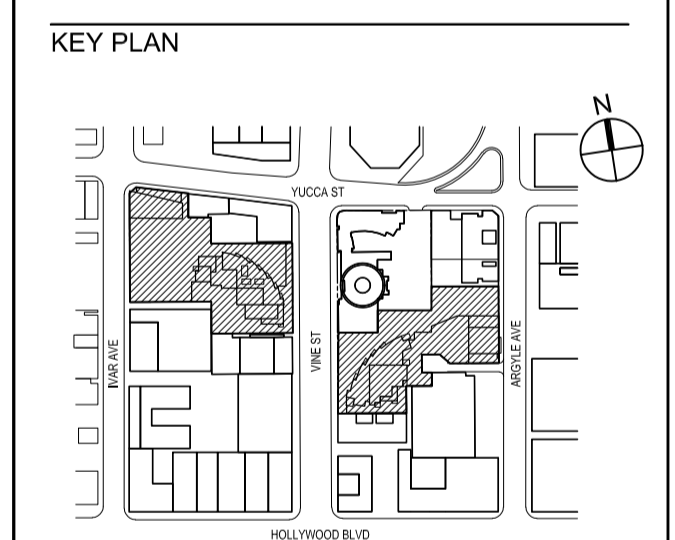 KEY PLAN
N
YUCCA ST
IVAR AVE
VINE ST
ARGYLE AVE
HOLLYWOOD BLVD